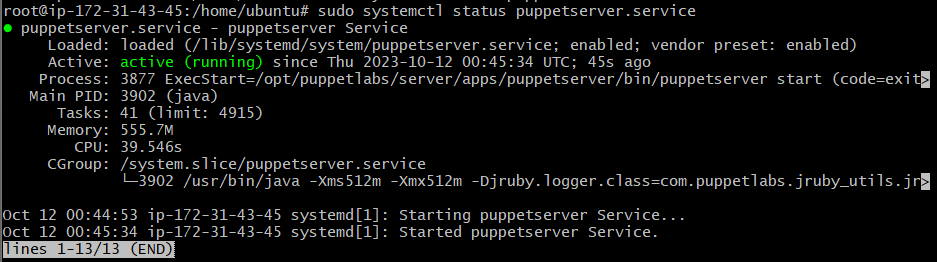 root@ip-172-31-43-45:/home/ubuntu# sudo systemctl status puppetserver.service
● puppetserver.service - puppetserver Service
     Loaded: loaded (/lib/systemd/system/puppetserver.service; enabled; vendor preset: enabled)
     Active: active (running) since Thu 2023-10-12 00:45:34 UTC; 45s ago
    Process: 3877 ExecStart=/opt/puppetlabs/server/apps/puppetserver/bin/puppetserver start (code=exit>
   Main PID: 3902 (java)
      Tasks: 41 (limit: 4915)
     Memory: 555.7M
        CPU: 39.546s
     CGroup: /system.slice/puppetserver.service
             └─3902 /usr/bin/java -Xms512m -Xmx512m -Djruby.logger.class=com.puppetlabs.jruby_utils.jr>

Oct 12 00:44:53 ip-172-31-43-45 systemd[1]: Starting puppetserver Service...
Oct 12 00:45:34 ip-172-31-43-45 systemd[1]: Started puppetserver Service.
lines 1-13/13 (END)